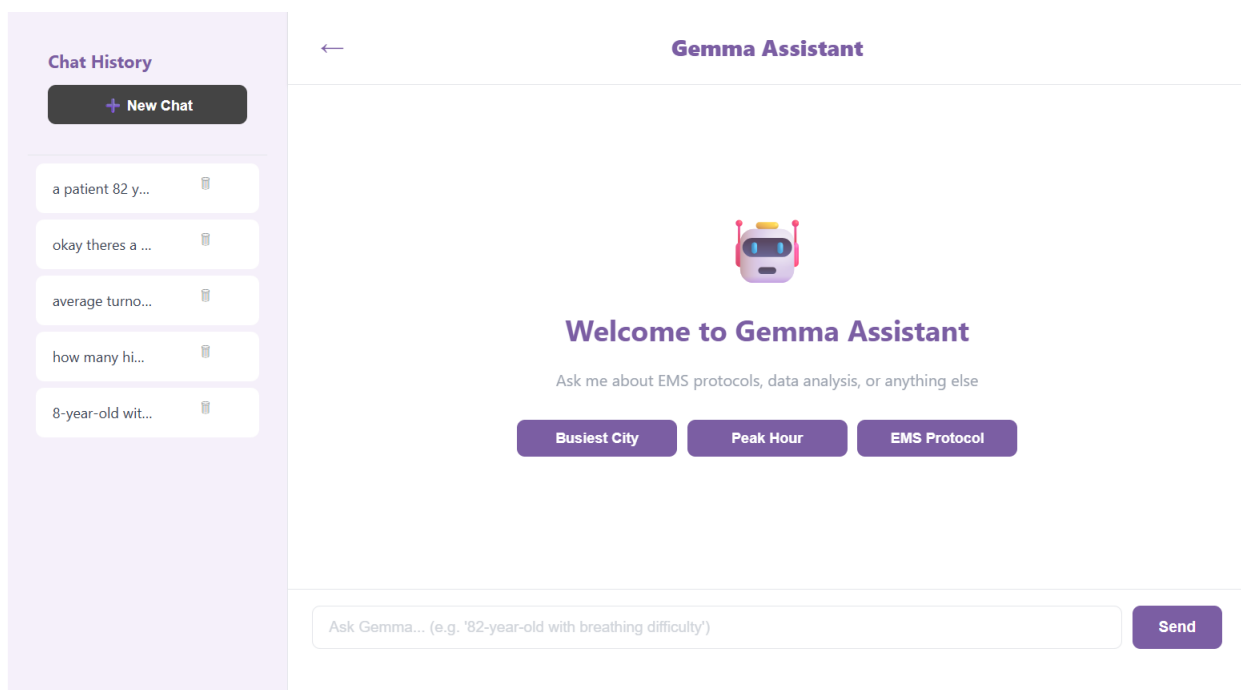 Chat History
New Chat
a patient 82 y...
okay theres a ...
average turno...
how many hi...
8-year-old wit...
Gemma Assistant
Welcome to Gemma Assistant
Ask me about EMS protocols, data analysis, or anything else
Busiest City
Peak Hour
EMS Protocol
Ask Gemma... (e.g. '82-year-old with breathing difficulty')
Send